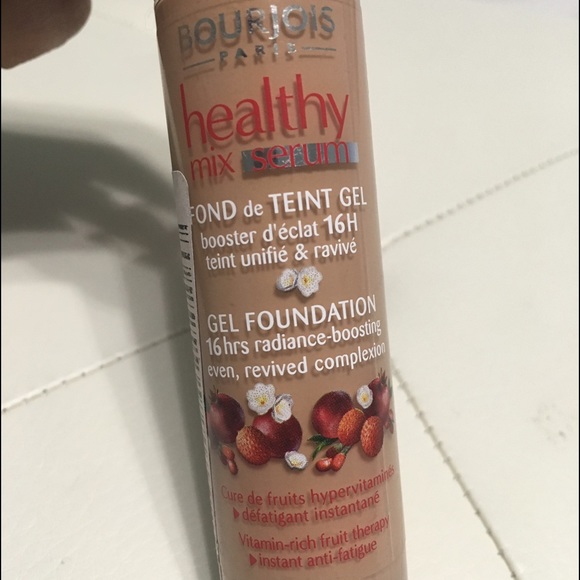 BOURJOIS
PARIS
healthy
mix serum
FOND de TEINT GEL
booster d'éclat 16H
teint unifié & ravivé
GEL FOUNDATION
16hrs radiance-boosting
even, revived complexion
Cure de fruits hypervitaminés
▶ défatigant instantané
Vitamin-rich fruit therapy
▶ instant anti-fatigue